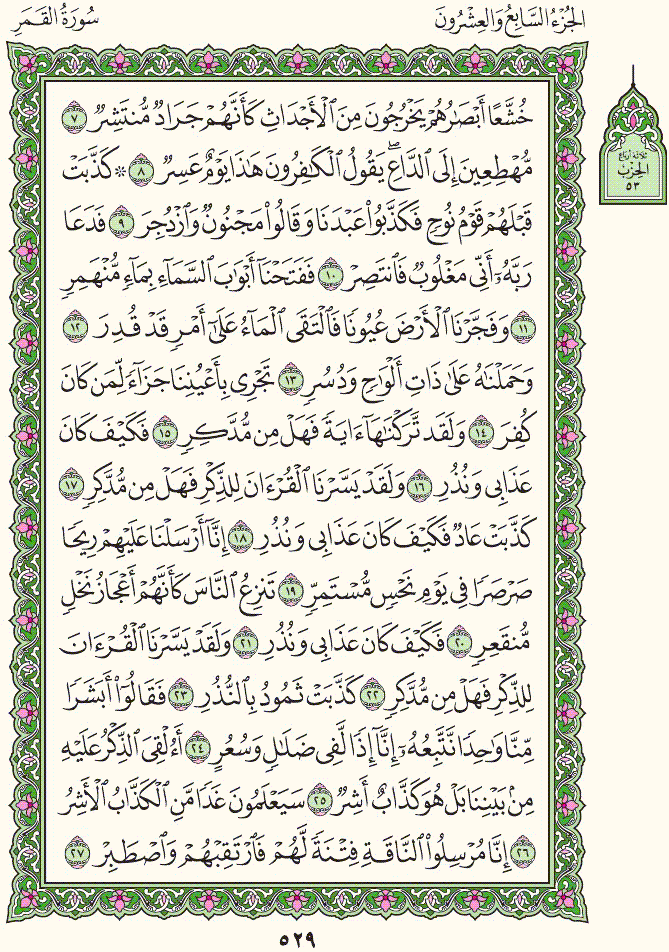 الجُزْءُ السَّابِعُ وَالعِشْرُونَ
سُورَةُ القَمَرِ
خُشَّعًا أَبْصَٰرُهُمْ يَخْرُجُونَ مِنَ ٱلْأَجْدَاثِ كَأَنَّهُمْ جَرَادٌ مُّنتَشِرٌ ٧
مُّهْطِعِينَ إِلَى ٱلدَّاعِ ۖ يَقُولُ ٱلْكَٰفِرُونَ هَٰذَا يَوْمٌ عَسِرٌ ٨ ۞ كَذَّبَتْ
قَبْلَهُمْ قَوْمُ نُوحٍ فَكَذَّبُوا۟ عَبْدَنَا وَقَالُوا۟ مَجْنُونٌ وَٱزْدُجِرَ ٩ فَدَعَا
رَبَّهُۥٓ أَنِّى مَغْلُوبٌ فَٱنتَصِرْ ١٠ فَفَتَحْنَآ أَبْوَٰبَ ٱلسَّمَآءِ بِمَآءٍ مُّنْهَمِرٍ
١١ وَفَجَّرْنَا ٱلْأَرْضَ عُيُونًا فَٱلْتَقَى ٱلْمَآءُ عَلَىٰٓ أَمْرٍ قَدْ قُدِرَ ١٢
وَحَمَلْنَٰهُ عَلَىٰ ذَاتِ أَلْوَٰحٍ وَدُسُرٍ ١٣ تَجْرِى بِأَعْيُنِنَا جَزَآءً لِّمَن كَانَ
كُفِرَ ١٤ وَلَقَد تَّرَكْنَٰهَآ ءَايَةً فَهَلْ مِن مُّدَّكِرٍ ١٥ فَكَيْفَ كَانَ
عَذَابِى وَنُذُرِ ١٦ وَلَقَدْ يَسَّرْنَا ٱلْقُرْءَانَ لِلذِّكْرِ فَهَلْ مِن مُّدَّكِرٍ ١٧
كَذَّبَتْ عَادٌ فَكَيْفَ كَانَ عَذَابِى وَنُذُرِ ١٨ إِنَّآ أَرْسَلْنَا عَلَيْهِمْ رِيحًا
صَرْصَرًا فِى يَوْمِ نَحْسٍ مُّسْتَمِرٍّ ١٩ تَنزِعُ ٱلنَّاسَ كَأَنَّهُمْ أَعْجَازُ نَخْلٍ
مُّنقَعِرٍ ٢٠ فَكَيْفَ كَانَ عَذَابِى وَنُذُرِ ٢١ وَلَقَدْ يَسَّرْنَا ٱلْقُرْءَانَ
لِلذِّكْرِ فَهَلْ مِن مُّدَّكِرٍ ٢٢ كَذَّبَتْ ثَمُودُ بِٱلنُّذُرِ ٢٣ فَقَالُوٓا۟ أَبَشَرًا
مِّنَّا وَٰحِدًا نَّتَّبِعُهُۥٓ إِنَّآ إِذًا لَّفِى ضَلَٰلٍ وَسُعُرٍ ٢٤ أَءُلْقِىَ ٱلذِّكْرُ عَلَيْهِ
مِنۢ بَيْنِنَا بَلْ هُوَ كَذَّابٌ أَشِرٌ ٢٥ سَيَعْلَمُونَ غَدًا مَّنِ ٱلْكَذَّابُ ٱلْأَشِرُ
٢٦ إِنَّا مُرْسِلُوا۟ ٱلنَّاقَةِ فِتْنَةً لَّهُمْ فَٱرْتَقِبْهُمْ وَٱصْطَبِرْ ٢٧
ثلاثة أرباع
الحزب
٥٣
٥٢٩